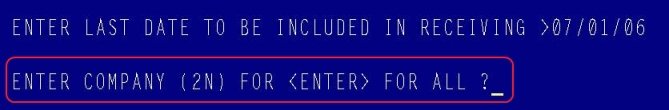 ENTER LAST DATE TO BE INCLUDED IN RECEIVING >07/01/06
ENTER COMPANY (2N) FOR <ENTER> FOR ALL ?_